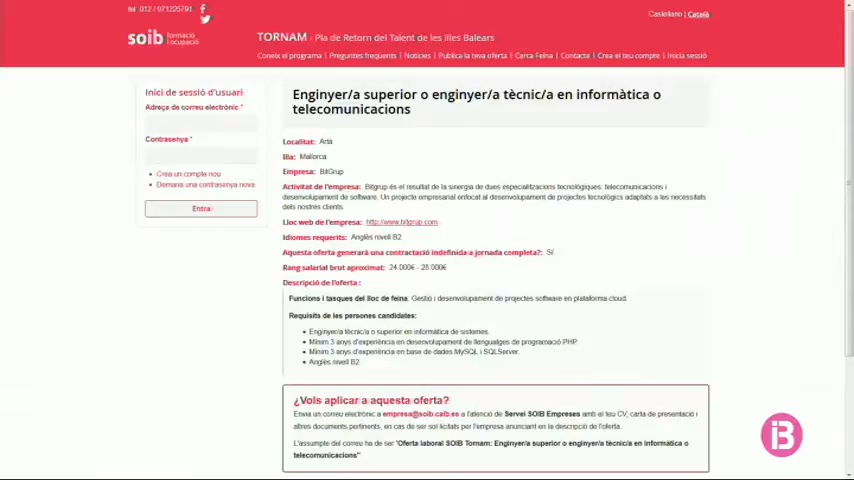 tel. 012 / 971225791
Castellano | Català
soib formació i ocupació
TORNAM - Pla de Retorn del Talent de les Illes Balears
Coneix el programa | Preguntes freqüents | Notícies | Publica la teva oferta | Cerca Feina | Contacte | Crea el teu compte | Inicia sessió
Inici de sessió d'usuari
Adreça de correu electrònic *
Contrasenya *
Crea un compte nou
Demana una contrasenya nova
Entra
Enginyer/a superior o enginyer/a tècnic/a en informàtica o
telecomunicacions
Localitat: Artà
Illa: Mallorca
Empresa: BitGrup
Activitat de l'empresa: Bitgrup és el resultat de la sinergia de dues especialitzacions tecnològiques: telecomunicacions i
desenvolupament de software. Un projecte empresarial enfocat al desenvolupament de projectes tecnològics adaptats a les necessitats
dels nostrés clients.
Lloc web de l'empresa: http://www.bitgrup.com
Idiomes requerits: Anglès nivell B2
Aquesta oferta generarà una contractació indefinida a jornada completa?: Sí
Rang salarial brut aproximat: 24.000€ - 28.000€
Descripció de l'oferta :
Funcions i tasques del lloc de feina: Gestió i desenvolupament de projectes software en plataforma cloud.
Requisits de les persones candidates:
Enginyer/a tècnic/a o superior en informàtica de sistemes.
Mínim 3 anys d'experiència en desenvolupament de llenguatges de programació PHP
Mínim 3 anys d'experiència en base de dades MySQL i SQLServer.
Anglès nivell B2
¿Vols aplicar a aquesta oferta?
Envia un correu electrònic a empresa@soib.caib.es a l'atenció de Servei SOIB Empreses amb el teu CV, carta de presentació i
altres documents pertinents, en cas de ser sol·licitats per l'empresa anunciant en la descripció de l'oferta.
L'assumpte del correu ha de ser "Oferta laboral SOIB Tornam: Enginyer/a superior o enginyer/a tècnic/a en informàtica o
telecomunicacions"